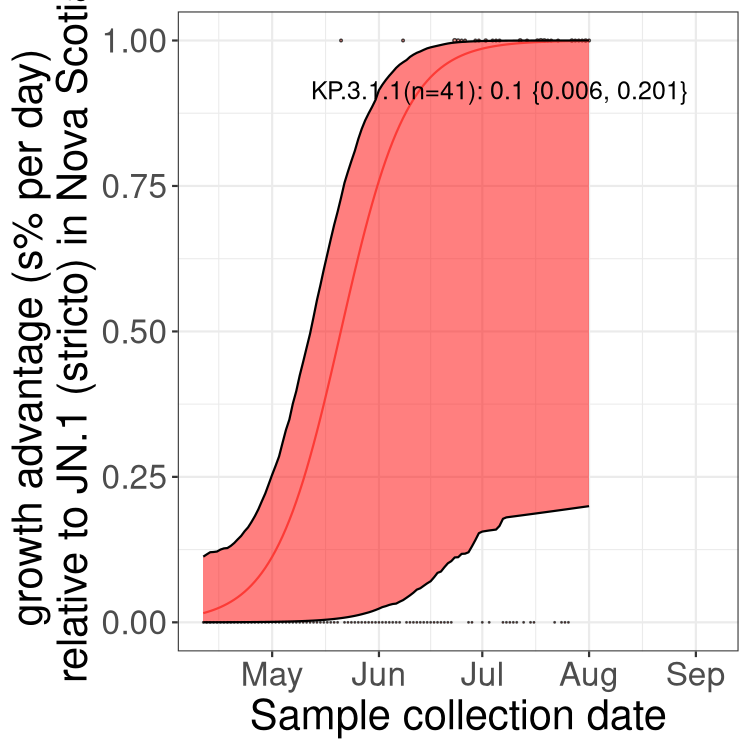 growth advantage (s% per day)
relative to JN.1 (stricto) in Nova Scotia
1.00
0.75
0.50
0.25
0.00
KP.3.1.1(n=41): 0.1 {0.006, 0.201}
May Jun Jul Aug Sep
Sample collection date